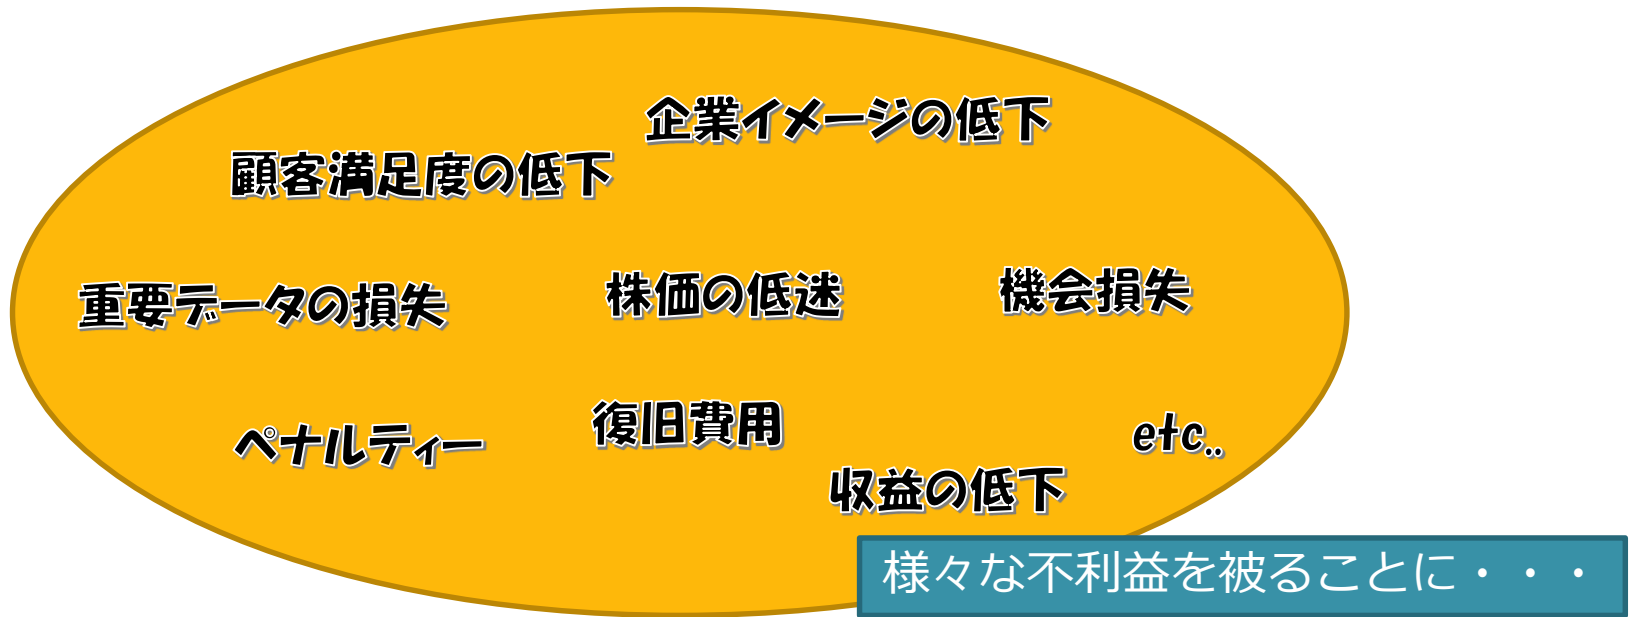 企業イメージの低下
顧客満足度の低下
重要データの損失
株価の低迷
機会損失
ペナルティー
復旧費用
etc..
収益の低下
様々な不利益を被ることに・・・